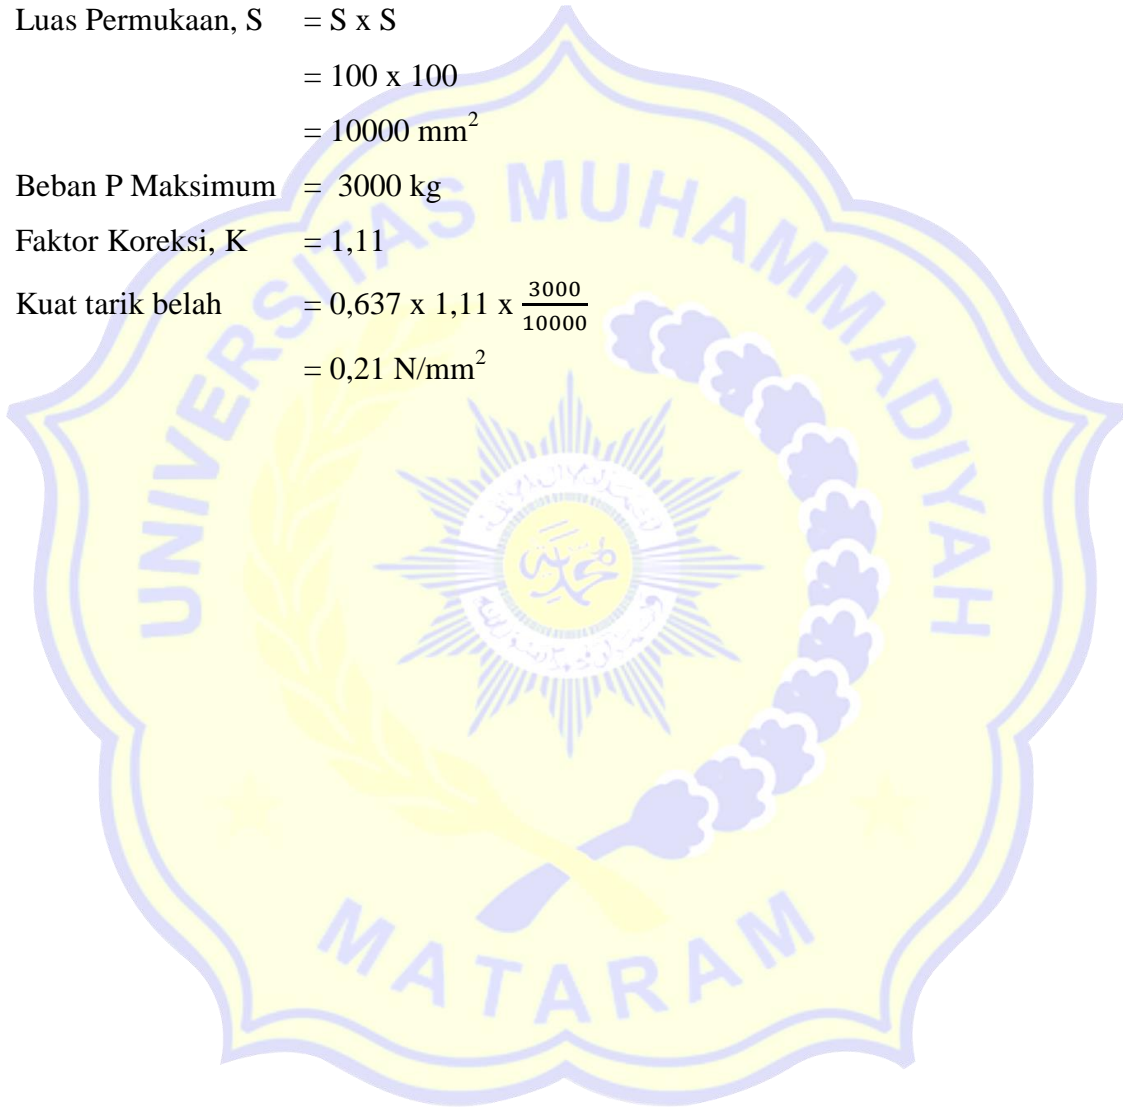 Luas Permukaan, S = S x S
= 100 x 100
= 10000 mm²
Beban P Maksimum = 3000 kg
Faktor Koreksi, K = 1,11
Kuat tarik belah = 0,637 x 1,11 x 3000/10000
= 0,21 N/mm²
UNIVERSITAS MUHAMMADIYAH
MATARAM